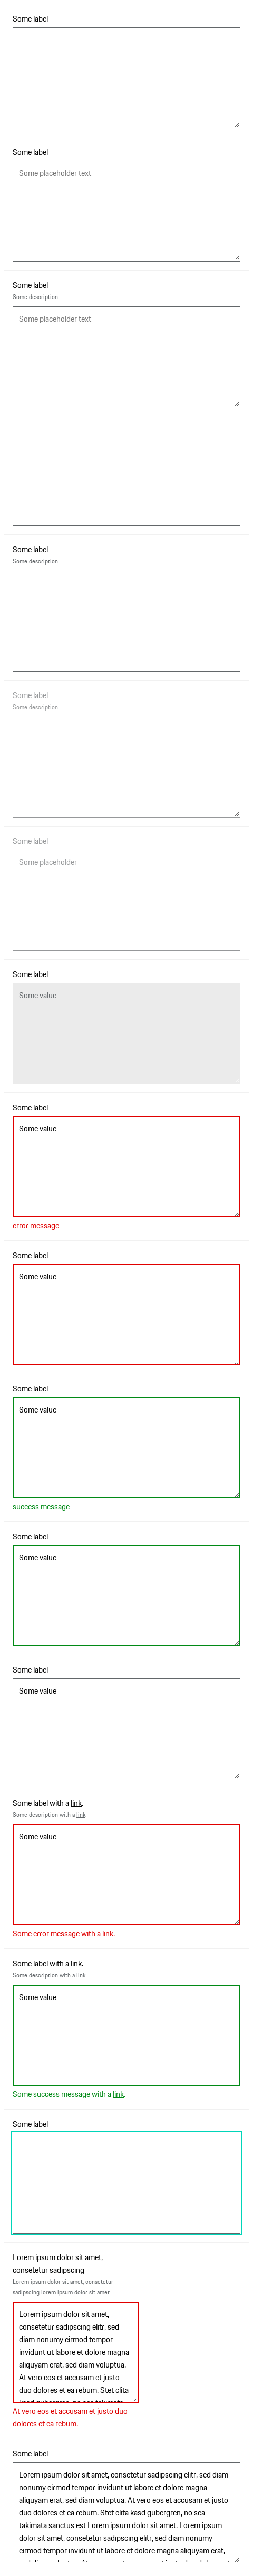 Some label
Some label
Some placeholder text
Some label
Some description
Some placeholder text
Some label
Some description
Some label
Some description
Some label
Some placeholder
Some label
Some value
Some label
Some value
error message
Some label
Some value
Some label
Some value
success message
Some label
Some value
Some label
Some value
Some label with a link.
Some description with a link.
Some value
Some error message with a link.
Some label with a link.
Some description with a link.
Some value
Some success message with a link.
Some label
Lorem ipsum dolor sit amet,
consetetur sadipscing
Lorem ipsum dolor sit amet, consetetur
sadipscing lorem ipsum dolor sit amet
Lorem ipsum dolor sit amet,
consetetur sadipscing elitr, sed
diam nonumy eirmod tempor
invidunt ut labore et dolore magna
aliquyam erat, sed diam voluptua.
At vero eos et accusam et justo
duo dolores et ea rebum. Stet clita
At vero eos et accusam et justo duo
dolores et ea rebum.
Some label
Lorem ipsum dolor sit amet, consetetur sadipscing elitr, sed diam
nonumy eirmod tempor invidunt ut labore et dolore magna
aliquyam erat, sed diam voluptua. At vero eos et accusam et justo
duo dolores et ea rebum. Stet clita kasd gubergren, no sea
takimata sanctus est Lorem ipsum dolor sit amet. Lorem ipsum
dolor sit amet, consetetur sadipscing elitr, sed diam nonumy
eirmod tempor invidunt ut labore et dolore magna aliquyam erat,